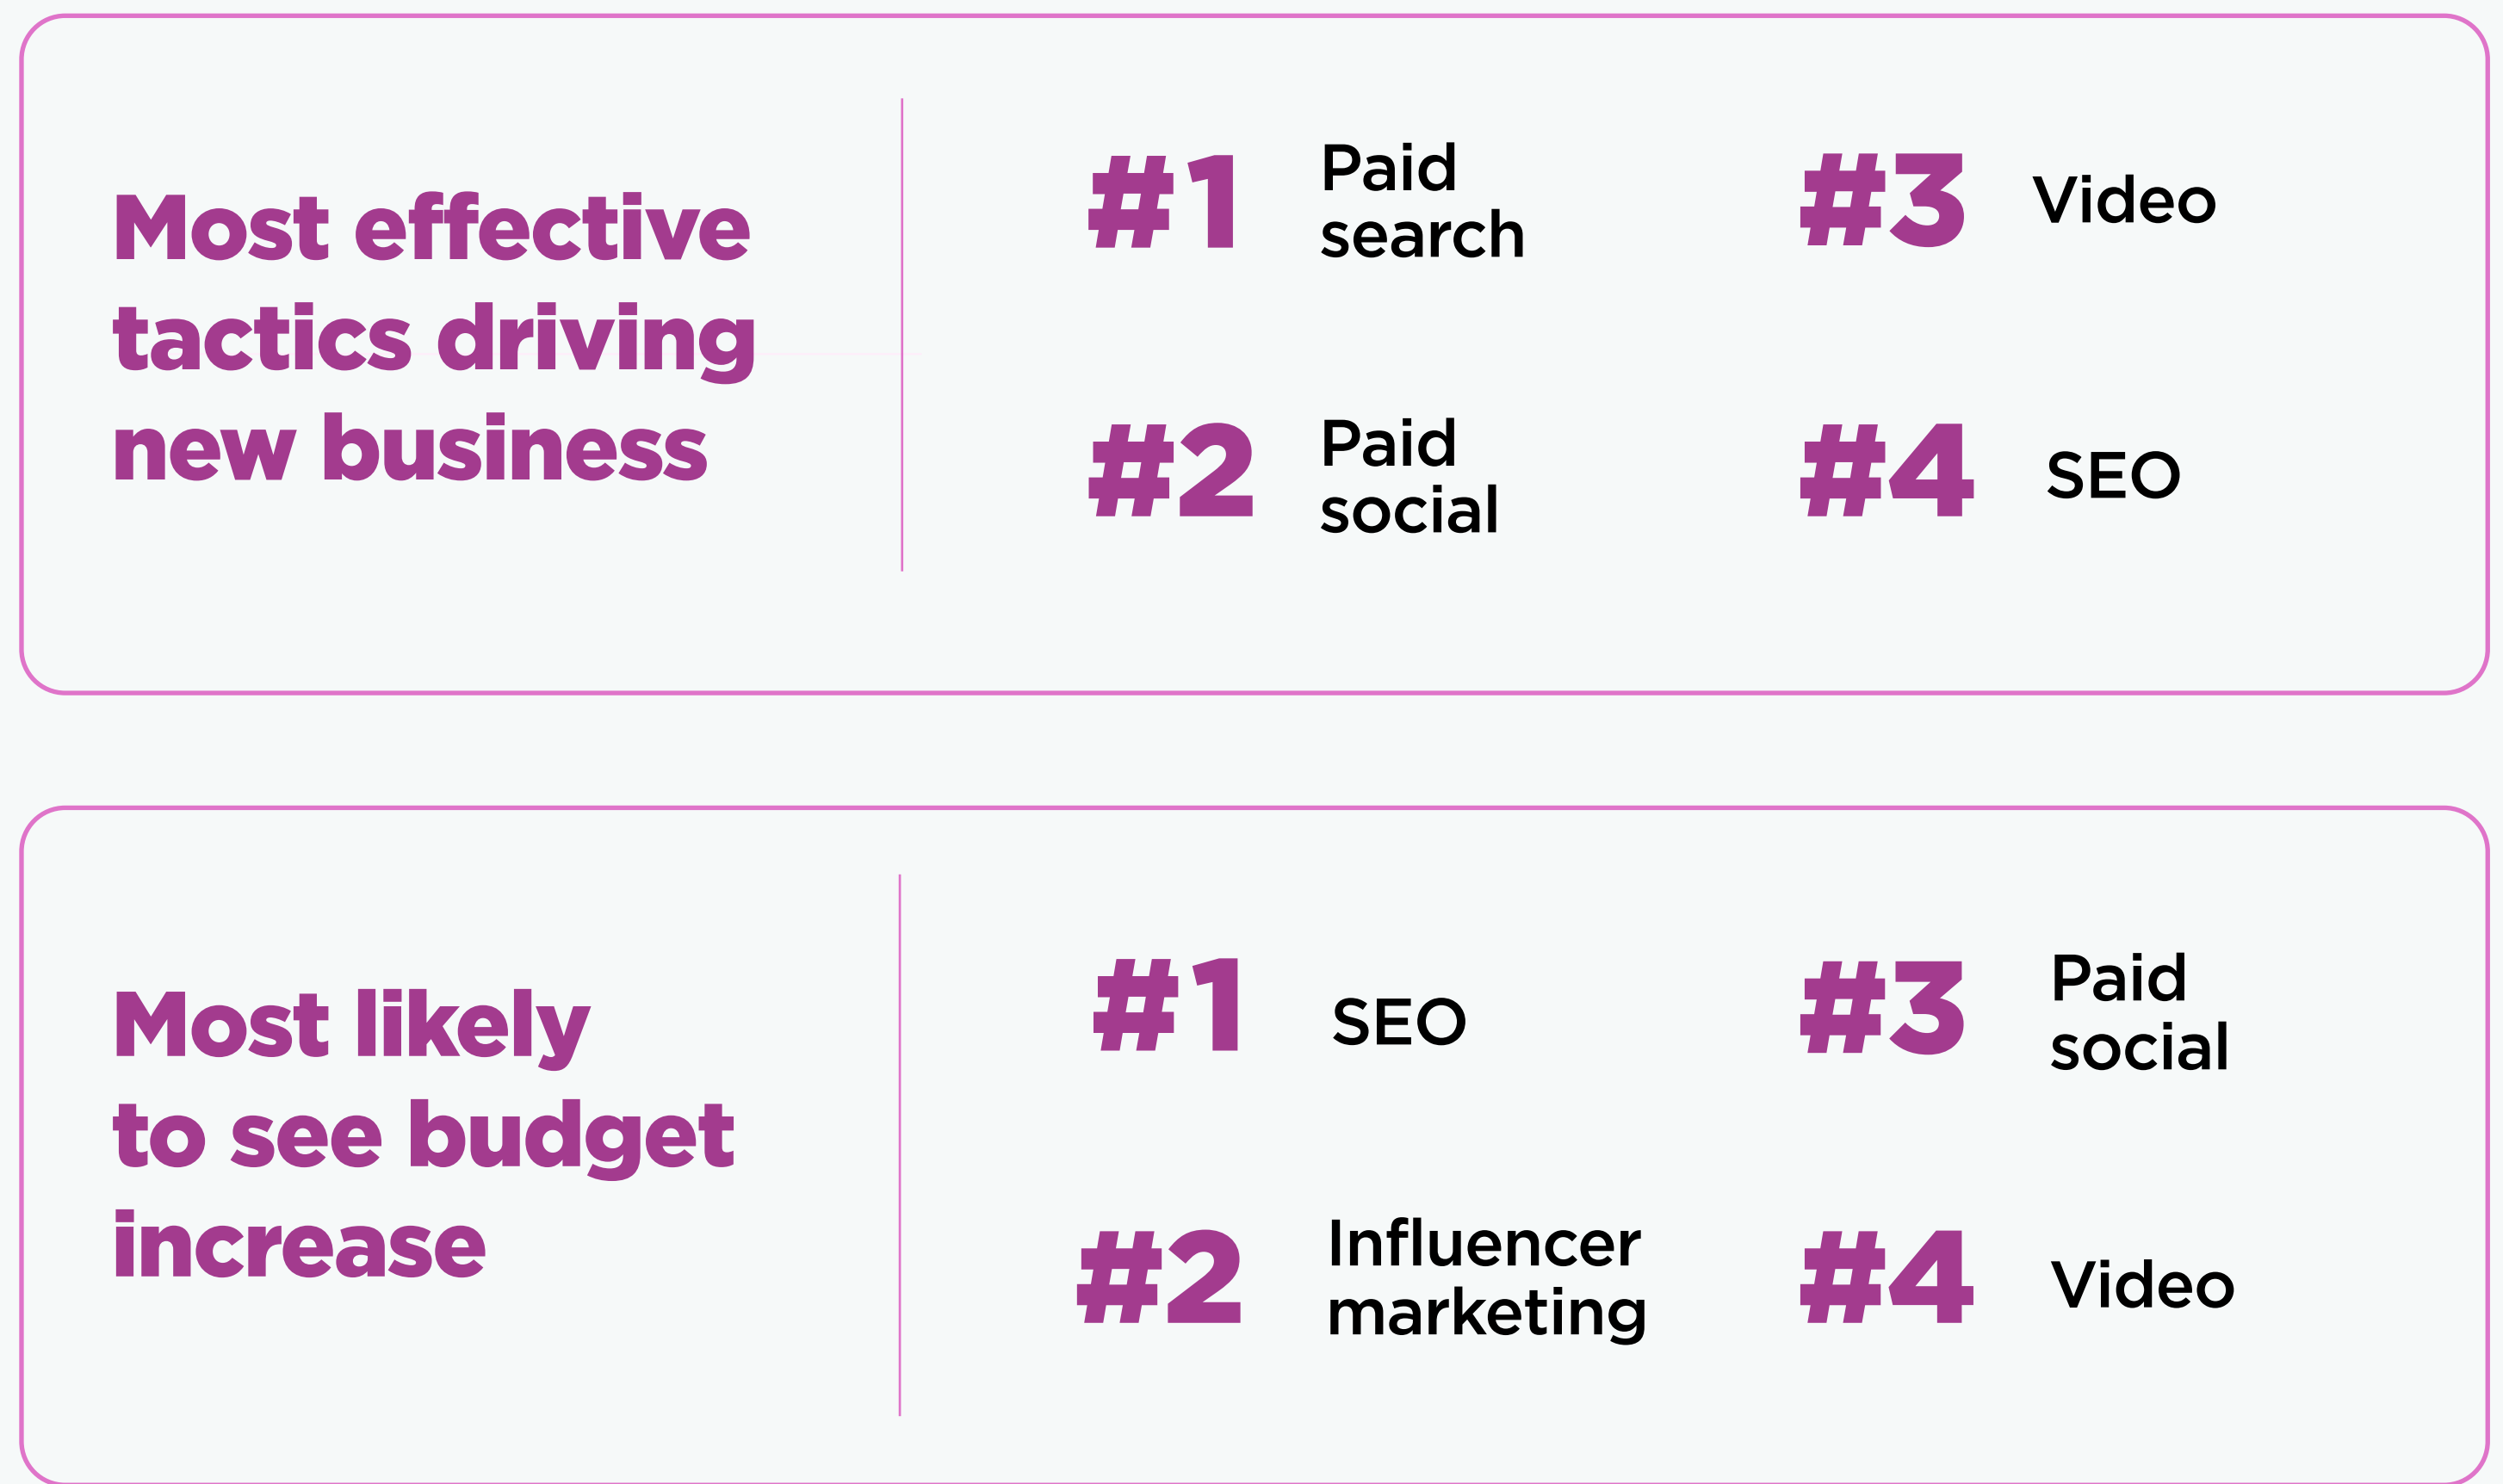 Most effective
tactics driving
new business
#1
Paid
search
#2
Paid
social
#3
Video
#4
SEO
Most likely
to see budget
increase
#1
SEO
#2
Influencer
marketing
#3
Paid
social
#4
Video